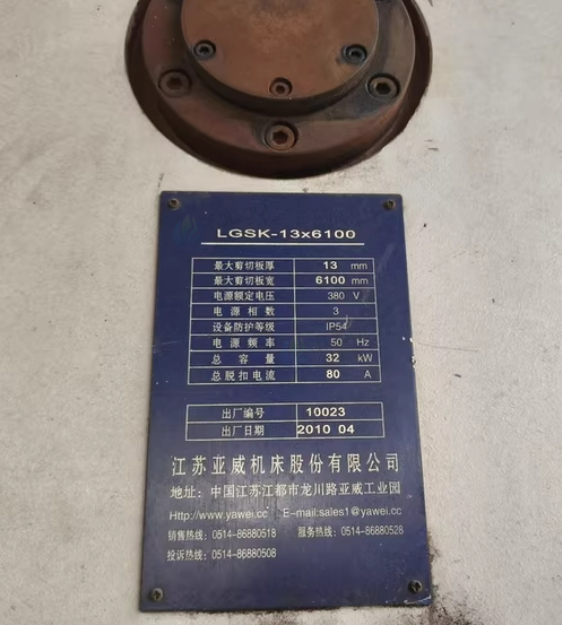 LGSK-13x6100
最大剪切板厚 13 mm
最大剪切板宽 6100 mm
电源额定电压 380 V
电源相数 3
设备防护等级 IP54
电源频率 50 Hz
总容量 32 kW
总脱扣电流 80 A
出厂编号 10023
出厂日期 2010 04
江苏亚威机床股份有限公司
地址：中国江苏江都市龙川路亚威工业园
Http://www.yawei.cc E-mail:sales1@yawei.cc
销售热线：0514-86880518 服务热线：0514-86880528
投诉热线：0514-86880508